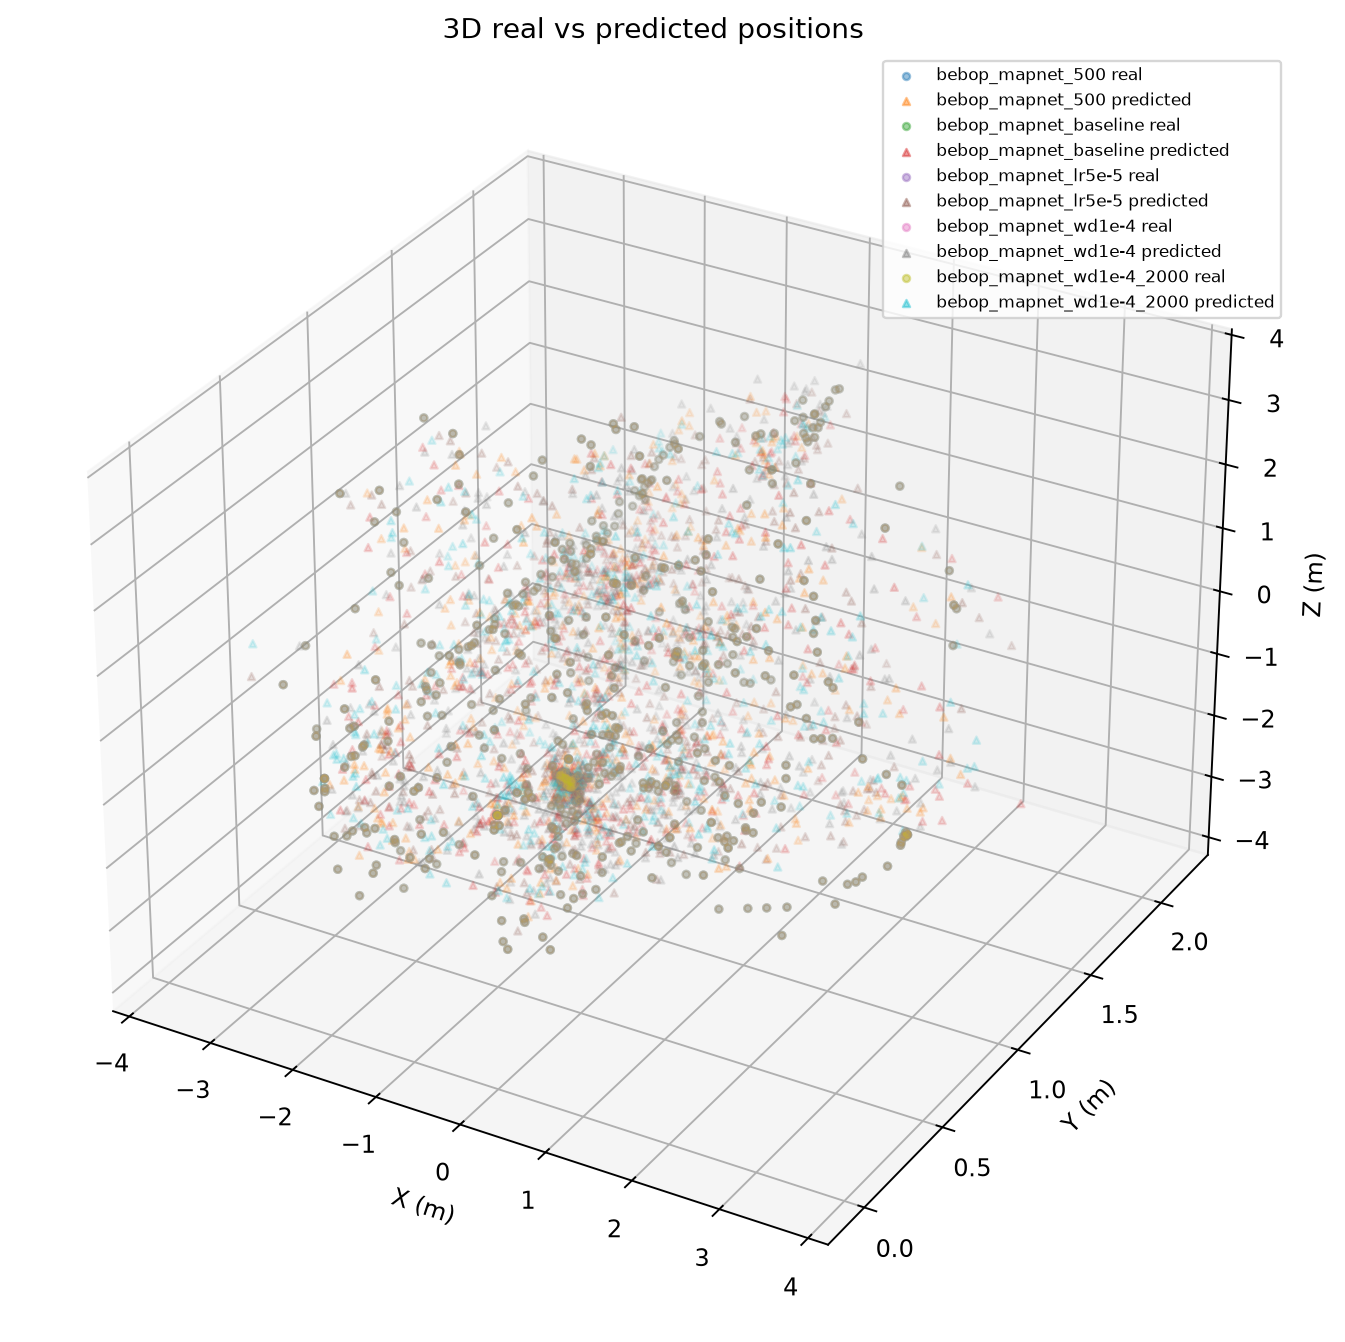 3D real vs predicted positions
bebop_mapnet_500 real
bebop_mapnet_500 predicted
bebop_mapnet_baseline real
bebop_mapnet_baseline predicted
bebop_mapnet_lr5e-5 real
bebop_mapnet_lr5e-5 predicted
bebop_mapnet_wd1e-4 real
bebop_mapnet_wd1e-4 predicted
bebop_mapnet_wd1e-4_2000 real
bebop_mapnet_wd1e-4_2000 predicted
4
3
2
1
0
−1
−2
−3
−4
Z (m)
2.0
1.5
1.0
0.5
0.0
Y (m)
−4
−3
−2
−1
0
1
2
3
4
X (m)